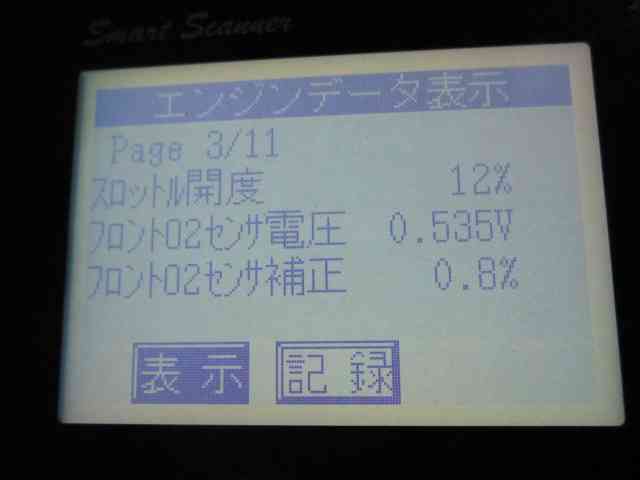 Smart Scanner
エンジンデータ表示
Page 3/11
スロットル開度 12%
フロントO2センサ電圧 0.535V
フロントO2センサ補正 0.8%
表示 記録